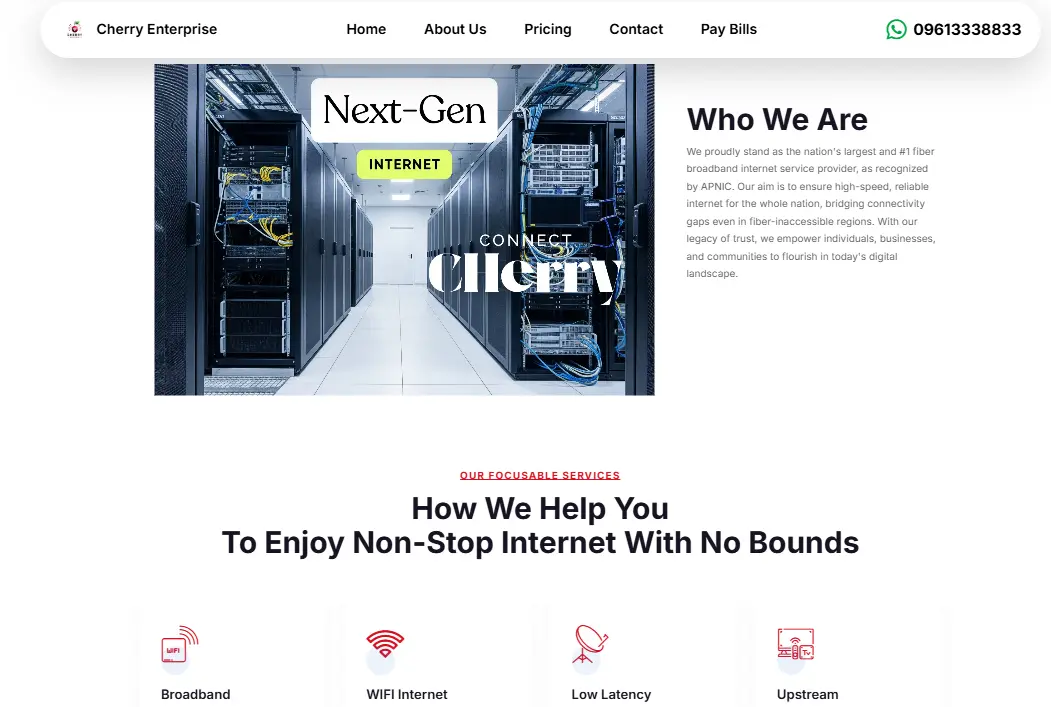 Cherry Enterprise
Home
About Us
Pricing
Contact
Pay Bills
09613338833
Next-Gen
INTERNET
CONNECT
CHerry
Who We Are
We proudly stand as the nation's largest and #1 fiber
broadband internet service provider, as recognized
by APNIC. Our aim is to ensure high-speed, reliable
internet for the whole nation, bridging connectivity
gaps even in fiber-inaccessible regions. With our
legacy of trust, we empower individuals, businesses,
and communities to flourish in today's digital
landscape.
OUR FOCUSABLE SERVICES
How We Help You
To Enjoy Non-Stop Internet With No Bounds
WiFi
Tv
Broadband
WIFI Internet
Low Latency
Upstream